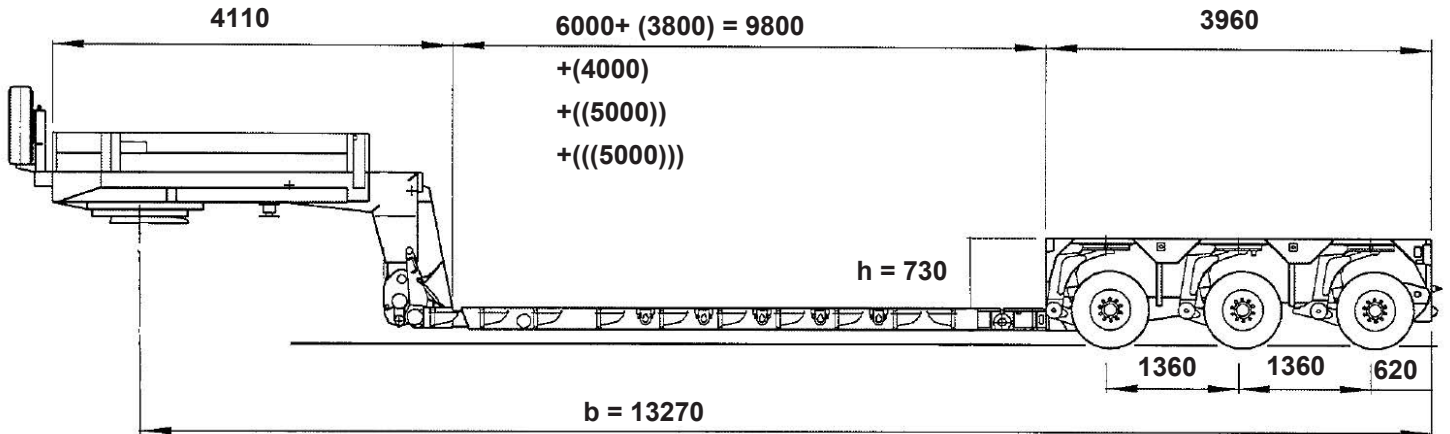 4110
6000+ (3800) = 9800
3960
+(4000)
+((5000))
+(((5000)))
h = 730
1360
1360
620
b = 13270